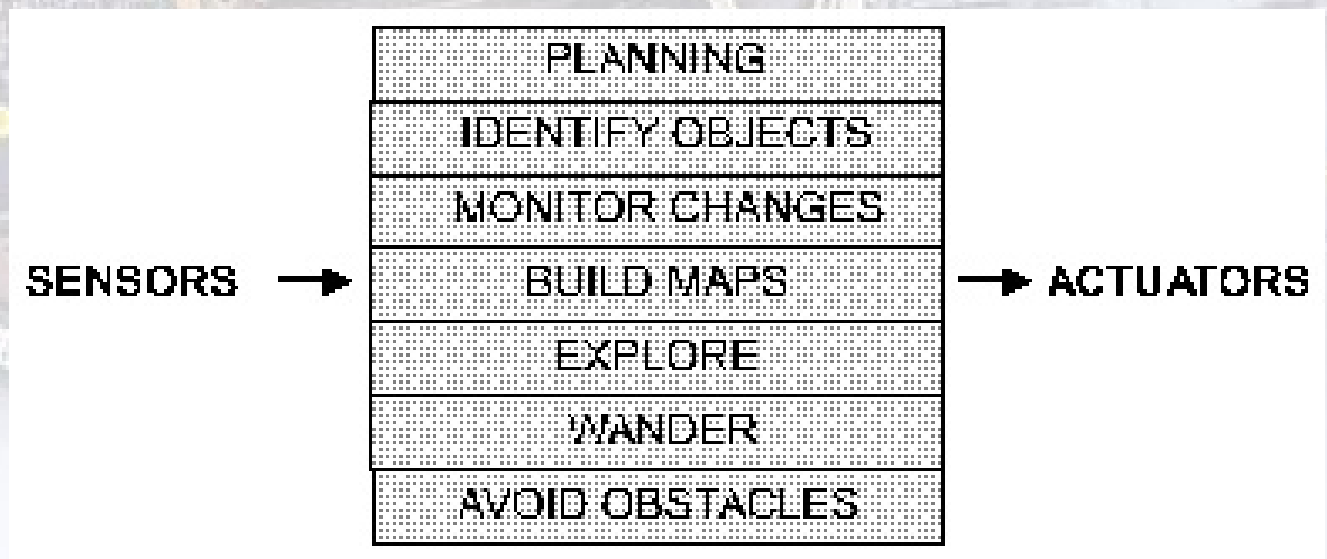 PLANNING
IDENTIFY OBJECTS
MONITOR CHANGES
SENSORS
BUILD MAPS
ACTUATORS
EXPLORE
WANDER
AVOID OBSTACLES